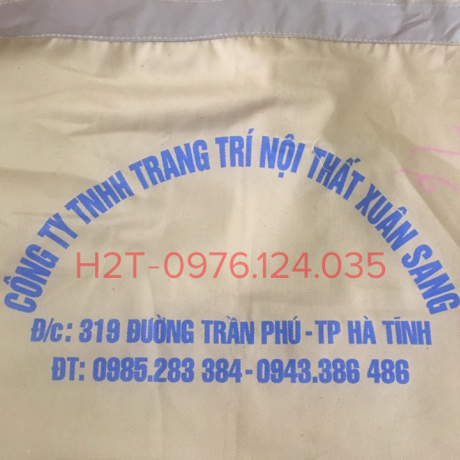 CÔNG TY TNHH TRANG TRÍ NỘI THẤT XUÂN SANG
H2T-0976.124.035
Đ/c: 319 ĐƯỜNG TRẦN PHÚ - TP HÀ TĨNH
ĐT: 0985.283 384 - 0943.386 486